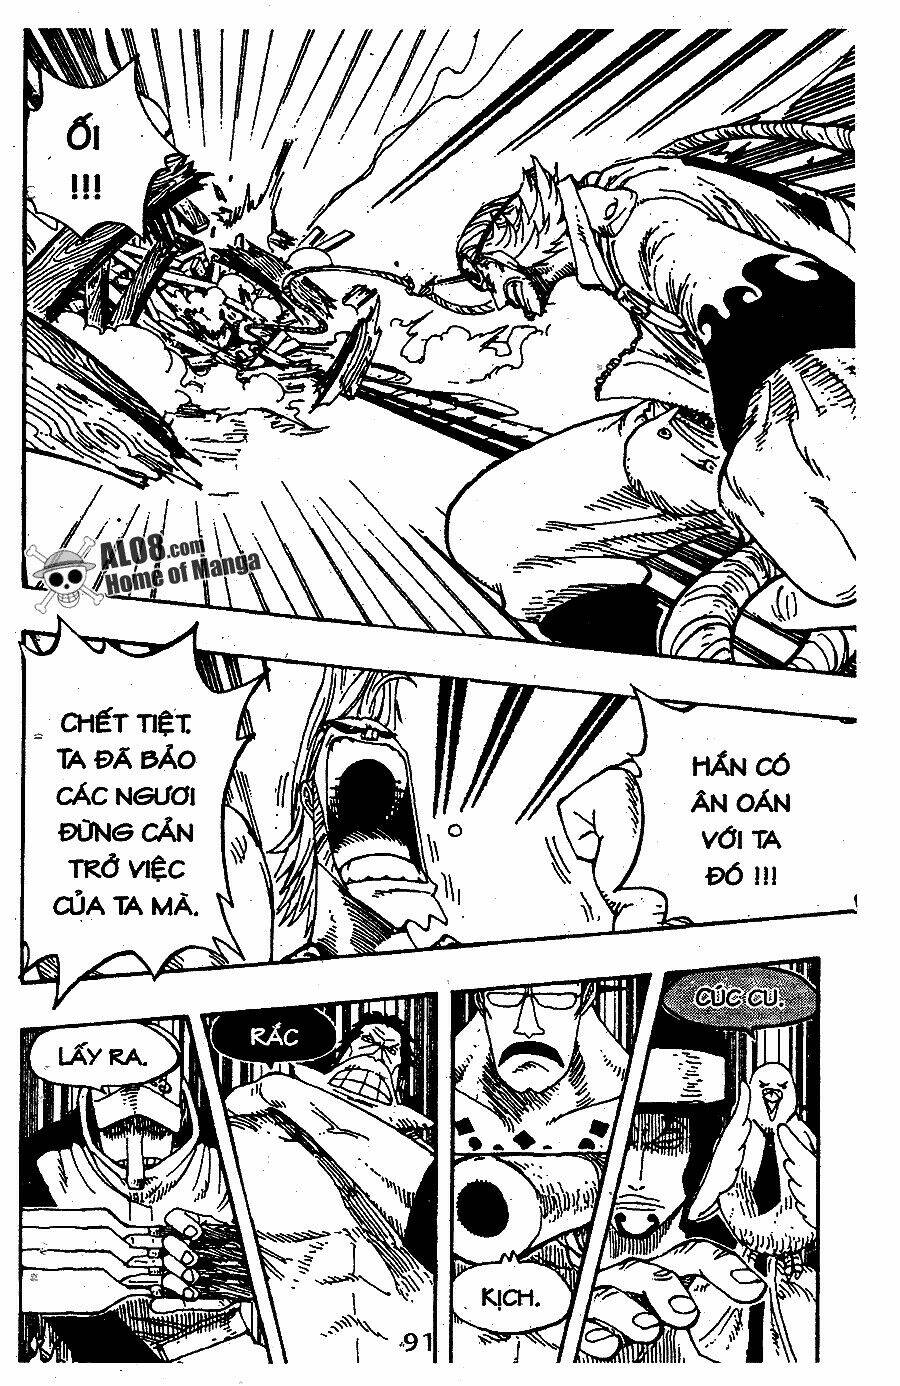 ỐI
!!!
ALO8.com
Home of Manga
CHẾT TIỆT.
TA ĐÃ BẢO
CÁC NGƯƠI
ĐỪNG CẢN
TRỞ VIỆC
CỦA TA MÀ.
HẮN CÓ
ÂN OÁN
VỚI TA
ĐÓ !!!
LẤY RA.
RẮC
KỊCH.
CÚC CU.
91